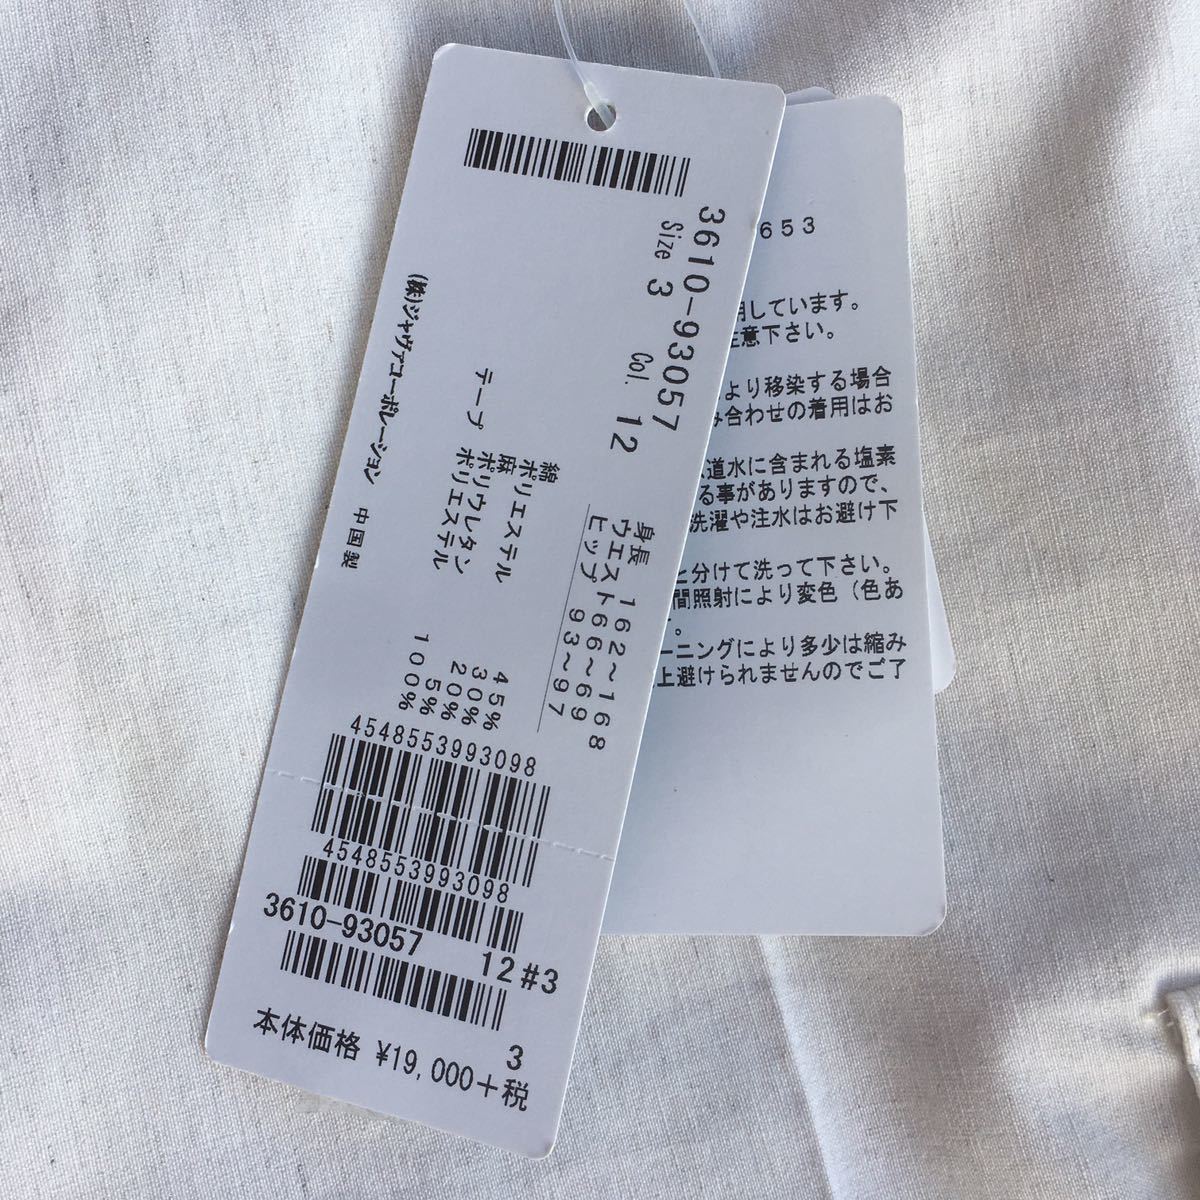 3610-93057
Size 3 Col. 12
身長 162～168
ウエスト66～69
ヒップ 93～97
綿 45%
ポリエステル 30%
麻 20%
ポリウレタン 5%
テープ ポリエステル 100%
(株)ジャヴァコーポレーション 中国製
4548553993098
4548553993098
3610-93057 12#3
3
本体価格 ¥19,000+税
653
用しています。
注意下さい。
より移染する場合
み合わせの着用はお
道水に含まれる塩素
る事がありますので、
洗濯や注水はお避け下
と分けて洗って下さい。
間照射により変色（色あ
す。
ーニングにより多少は縮み
上避けられませんのでご了